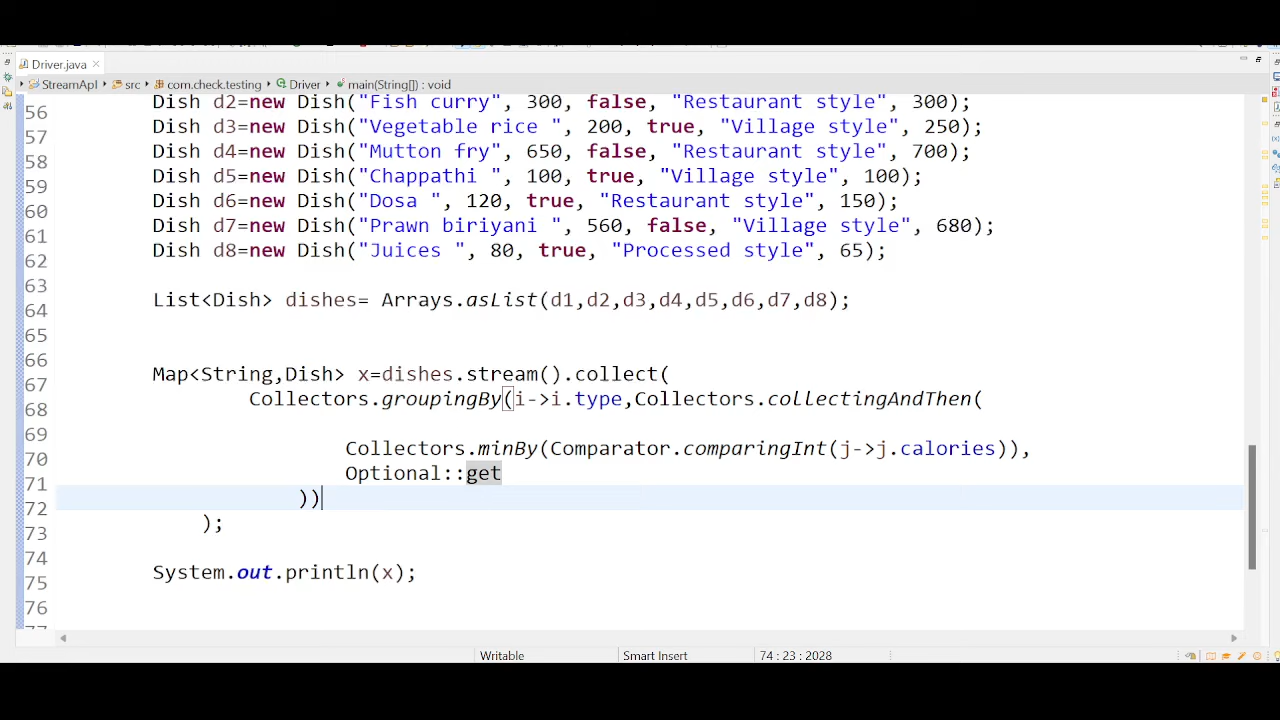 Driver.java
StreamApI src com.check.testing Driver main(String[]) : void
56 Dish d2=new Dish("Fish curry", 300, false, "Restaurant style", 300);
57 Dish d3=new Dish("Vegetable rice ", 200, true, "Village style", 250);
58 Dish d4=new Dish("Mutton fry", 650, false, "Restaurant style", 700);
59 Dish d5=new Dish("Chappathi ", 100, true, "Village style", 100);
60 Dish d6=new Dish("Dosa ", 120, true, "Restaurant style", 150);
61 Dish d7=new Dish("Prawn biriyani ", 560, false, "Village style", 680);
62 Dish d8=new Dish("Juices ", 80, true, "Processed style", 65);
63
64 List<Dish> dishes= Arrays.asList(d1,d2,d3,d4,d5,d6,d7,d8);
65
66
67 Map<String,Dish> x=dishes.stream().collect(
68 Collectors.groupingBy(i->i.type,Collectors.collectingAndThen(
69
70 Collectors.minBy(Comparator.comparingInt(j->j.calories)),
71 Optional::get
72 ))
73 );
74
75 System.out.println(x);
76
Writable Smart Insert 74 : 23 : 2028